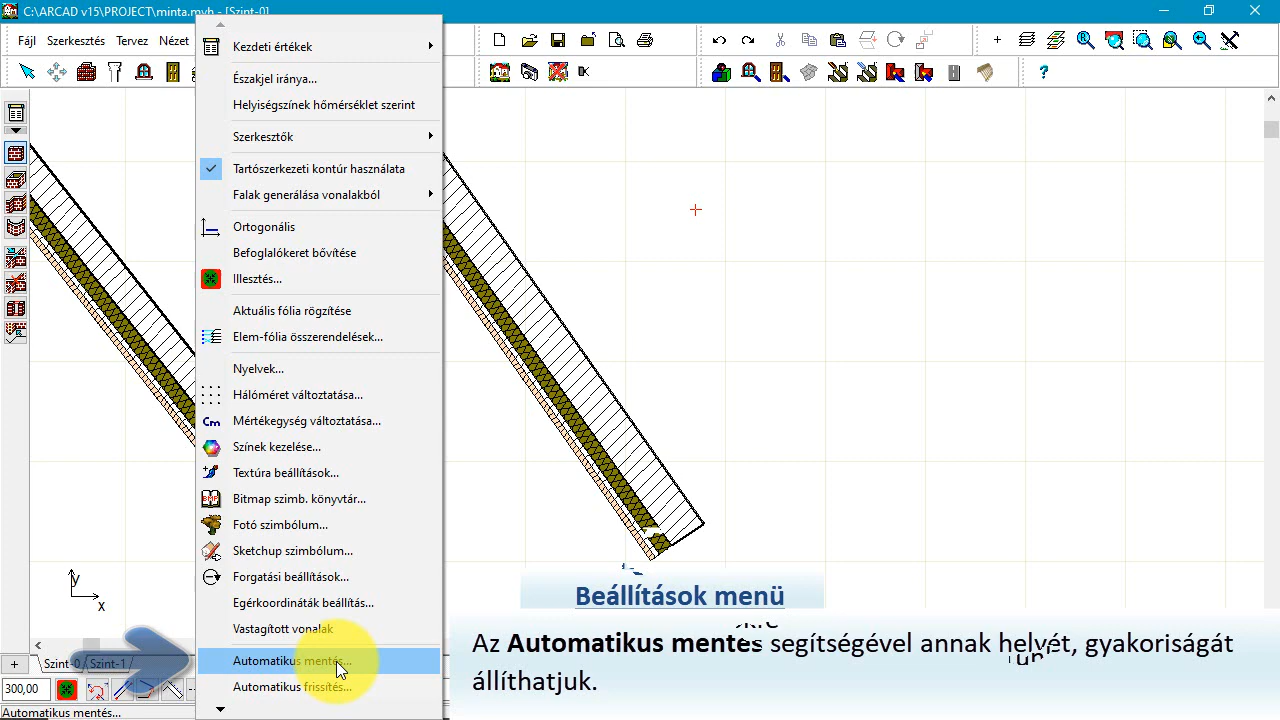 C:\ARCAD v15\PROJECT\minta.mvh - [Szint-0]
Fájl Szerkesztés Tervez Nézet
Kezdeti értékek
Északjel iránya...
Helyiségszínek hőmérséklet szerint
Szerkesztők
Tartószerkezeti kontúr használata
Falak generálása vonalakból
Ortogonális
Befoglalókeret bővítése
Illesztés...
Aktuális fólia rögzítése
Elem-fólia összerendelések...
Nyelvek...
Hálóméret változtatása...
Cm Mértékegység változtatása...
Színek kezelése...
Textúra beállítások...
BMP Bitmap szimb. könyvtár...
Fotó szimbólum...
Sketchup szimbólum...
Forgatási beállítások...
Egérkoordináták beállítás...
Vastagított vonalak
Automatikus mentés...
Automatikus frissítés...
y
x
Szint-0 Szint-1
300,00
Automatikus mentés...
Beállítások menü
Az Automatikus mentés segítségével annak helyét, gyakoriságát
állíthatjuk.